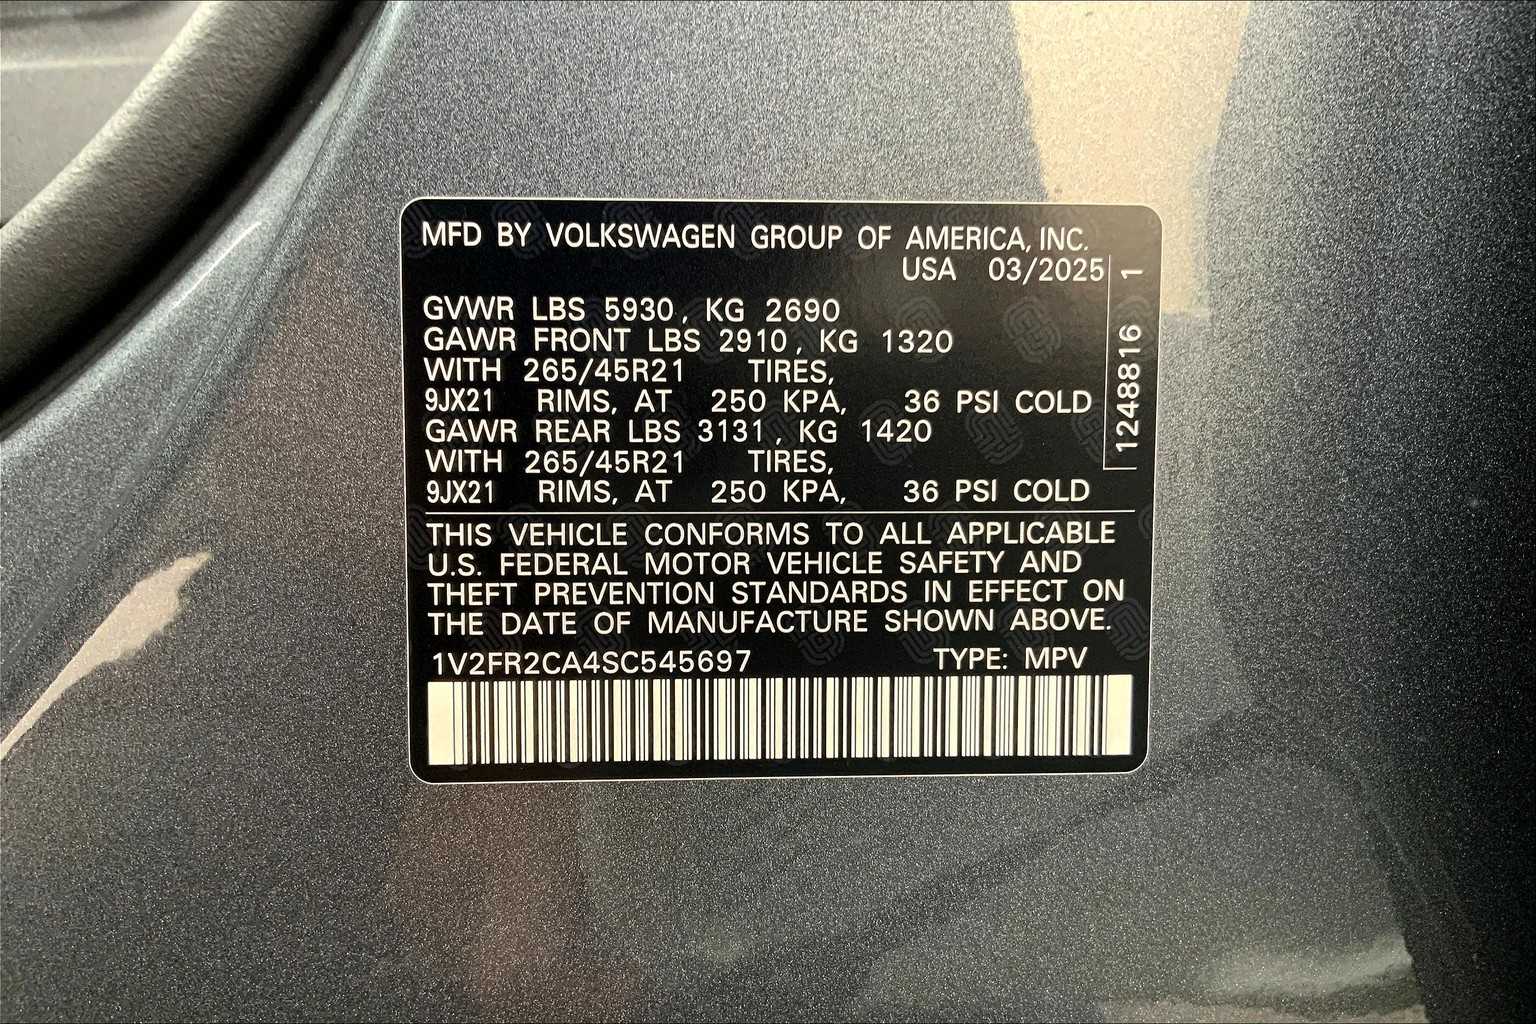 MFD BY VOLKSWAGEN GROUP OF AMERICA, INC.
USA 03/2025
GVWR LBS 5930, KG 2690
GAWR FRONT LBS 2910, KG 1320
WITH 265/45R21 TIRES,
9JX21 RIMS, AT 250 KPA, 36 PSI COLD
GAWR REAR LBS 3131, KG 1420
WITH 265/45R21 TIRES,
9JX21 RIMS, AT 250 KPA, 36 PSI COLD
1248816 1
THIS VEHICLE CONFORMS TO ALL APPLICABLE
U.S. FEDERAL MOTOR VEHICLE SAFETY AND
THEFT PREVENTION STANDARDS IN EFFECT ON
THE DATE OF MANUFACTURE SHOWN ABOVE.
1V2FR2CA4SC545697 TYPE: MPV